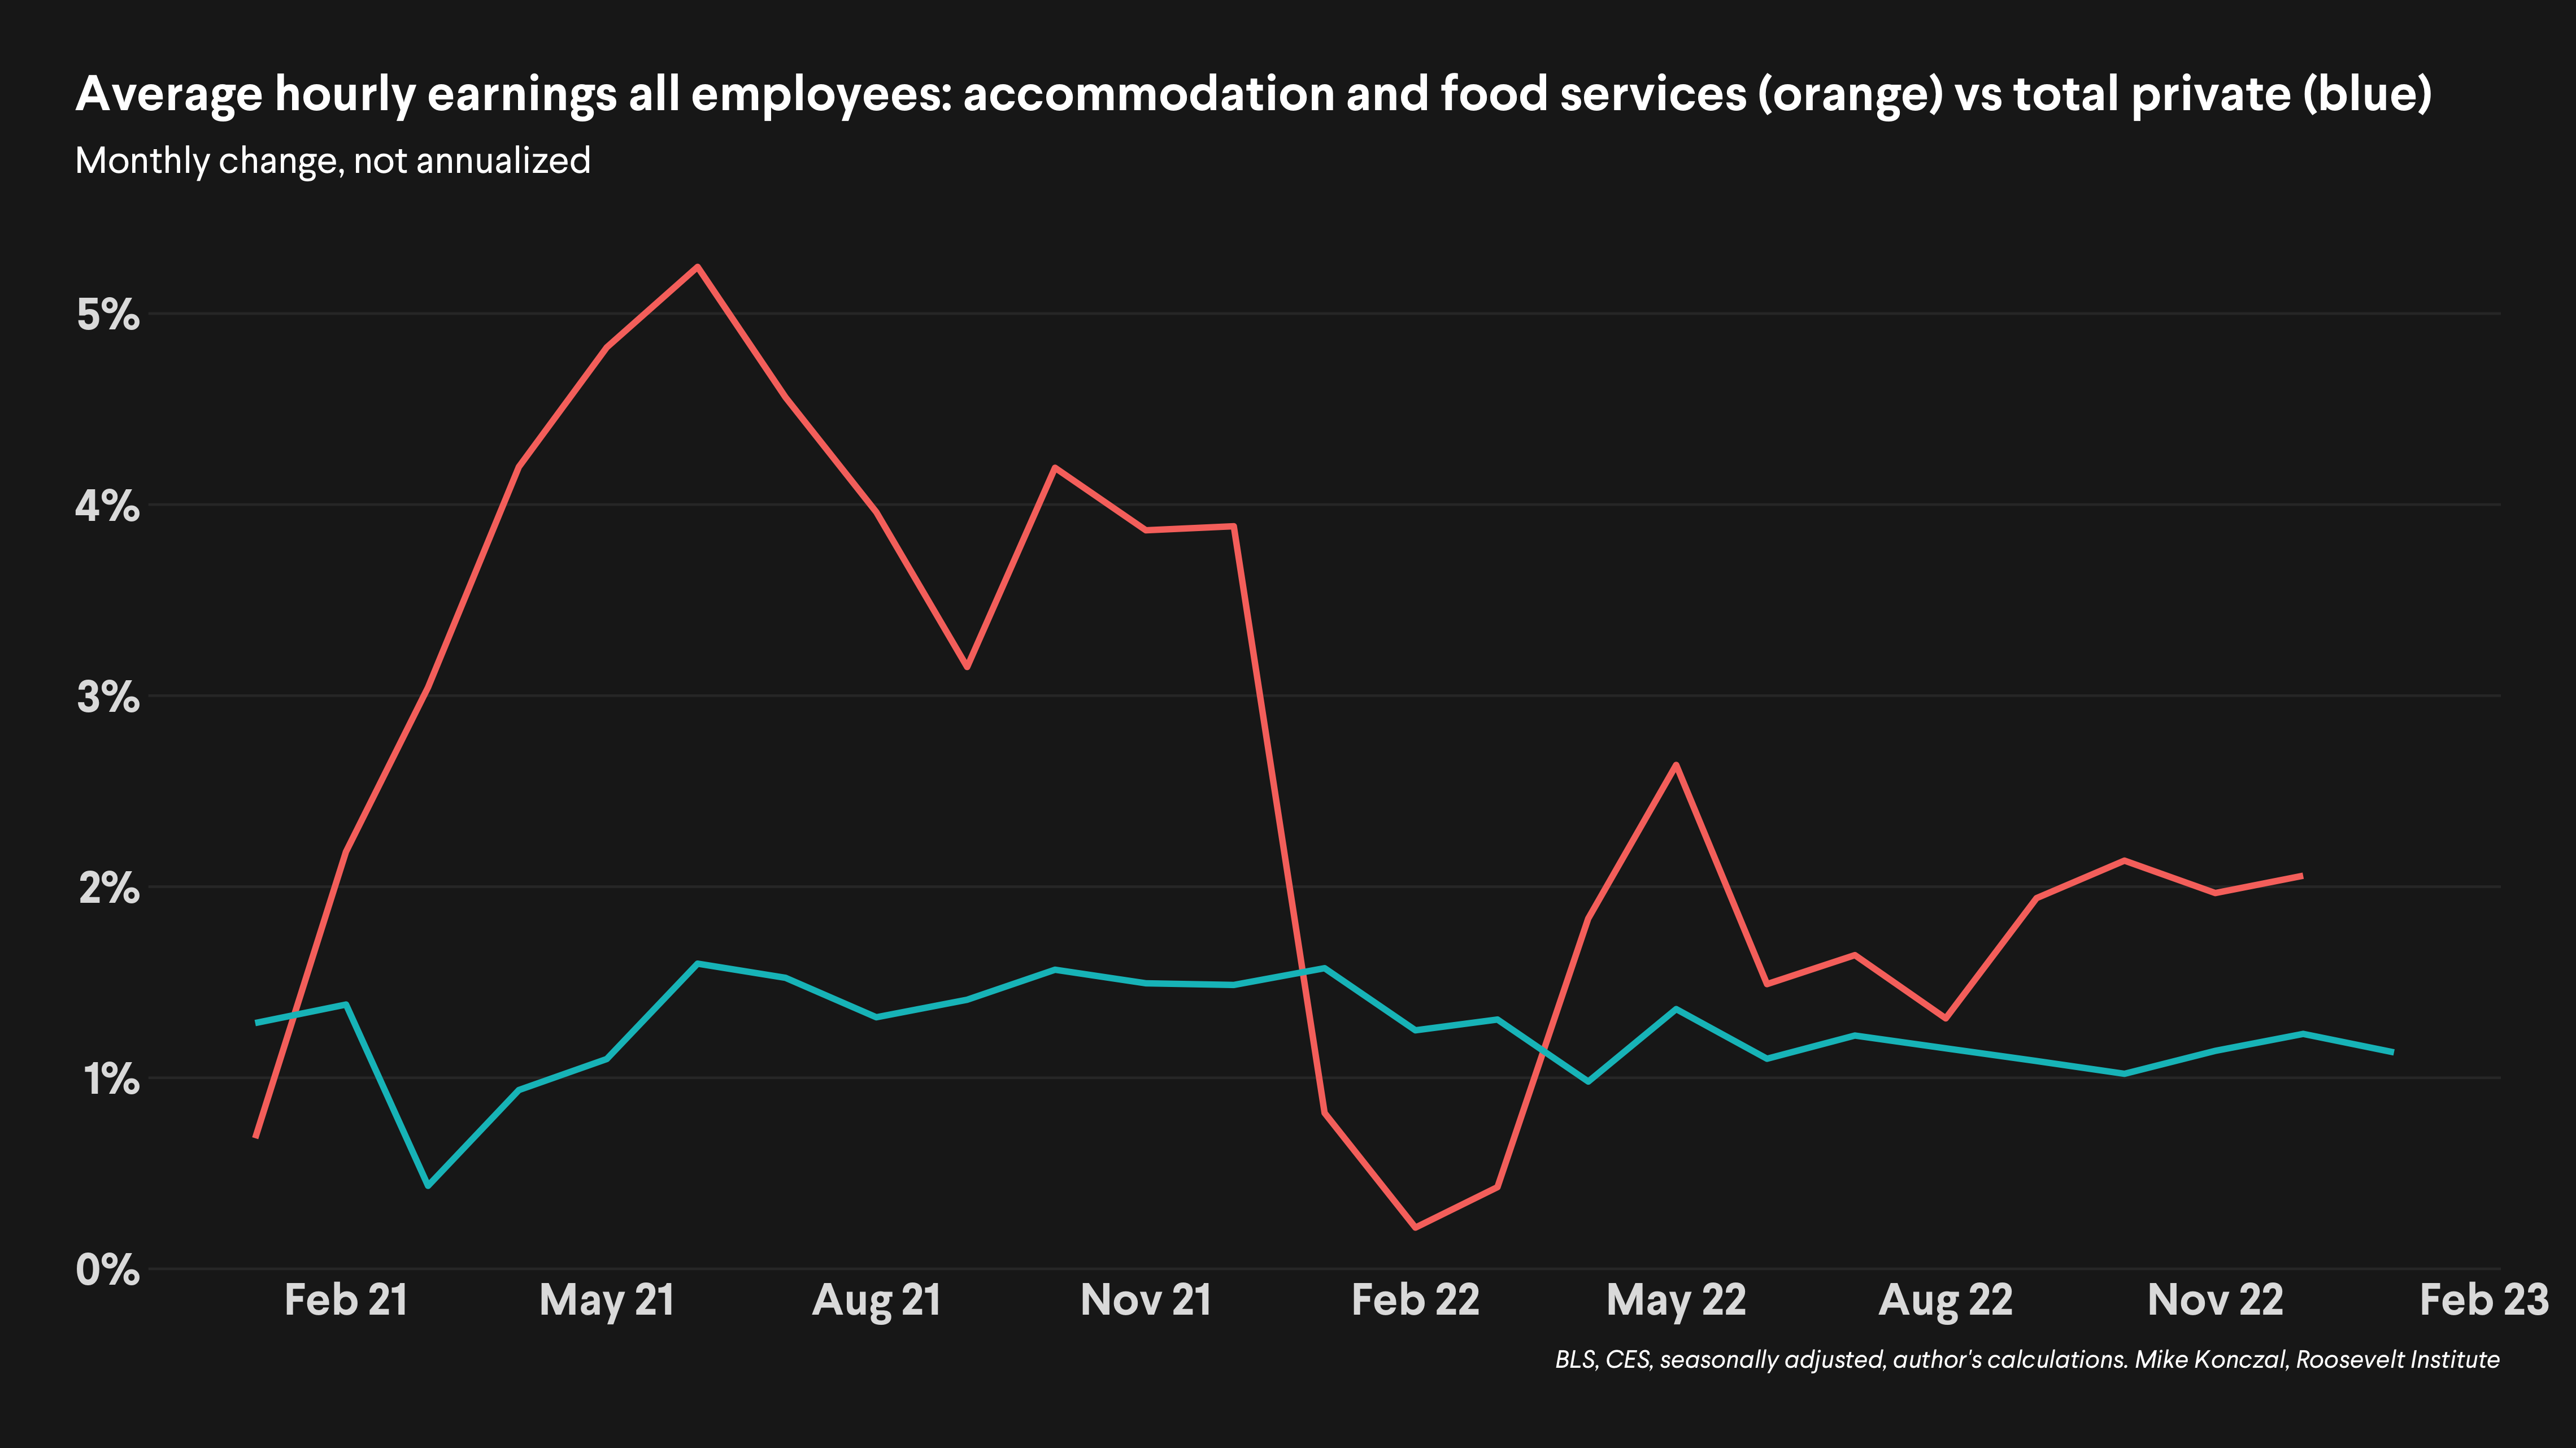 Average hourly earnings all employees: accommodation and food services (orange) vs total private (blue)
Monthly change, not annualized
5%
4%
3%
2%
1%
0%
Feb 21 May 21 Aug 21 Nov 21 Feb 22 May 22 Aug 22 Nov 22 Feb 23
BLS, CES, seasonally adjusted, author's calculations. Mike Konczal, Roosevelt Institute